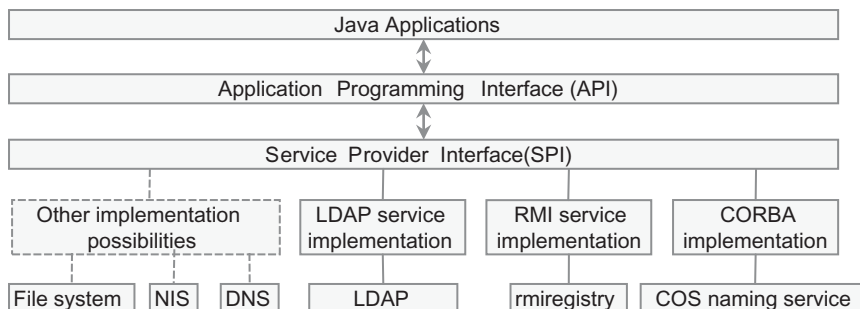 Java Applications
Application Programming Interface (API)
Service Provider Interface(SPI)
Other implementation
possibilities
LDAP service
implementation
RMI service
implementation
CORBA
implementation
File system
NIS
DNS
LDAP
rmiregistry
COS naming service